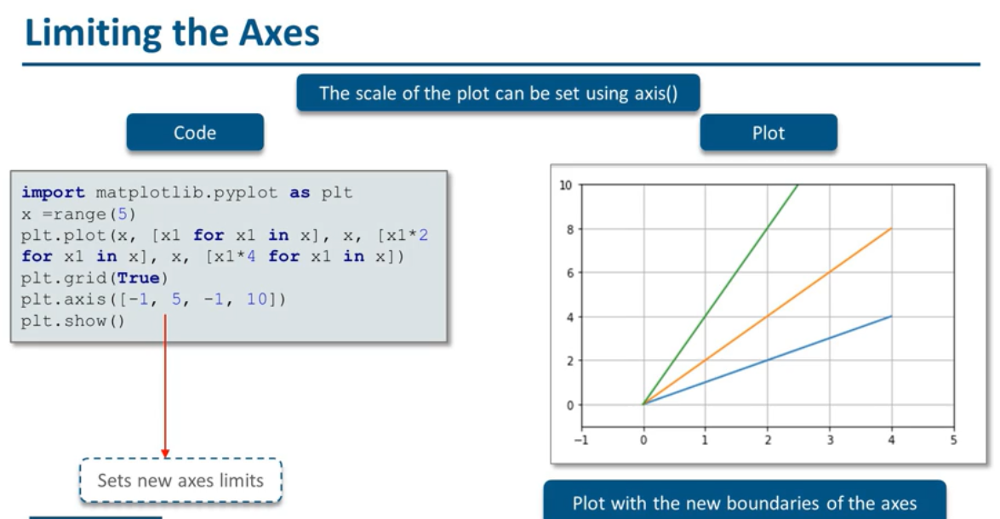 Limiting the Axes
The scale of the plot can be set using axis()
Code
Plot
import matplotlib.pyplot as plt
x =range(5)
plt.plot(x, [x1 for x1 in x], x, [x1*2
for x1 in x], x, [x1*4 for x1 in x])
plt.grid(True)
plt.axis([-1, 5, -1, 10])
plt.show()
Sets new axes limits
10
8
6
4
2
0
−1 0 1 2 3 4 5
Plot with the new boundaries of the axes